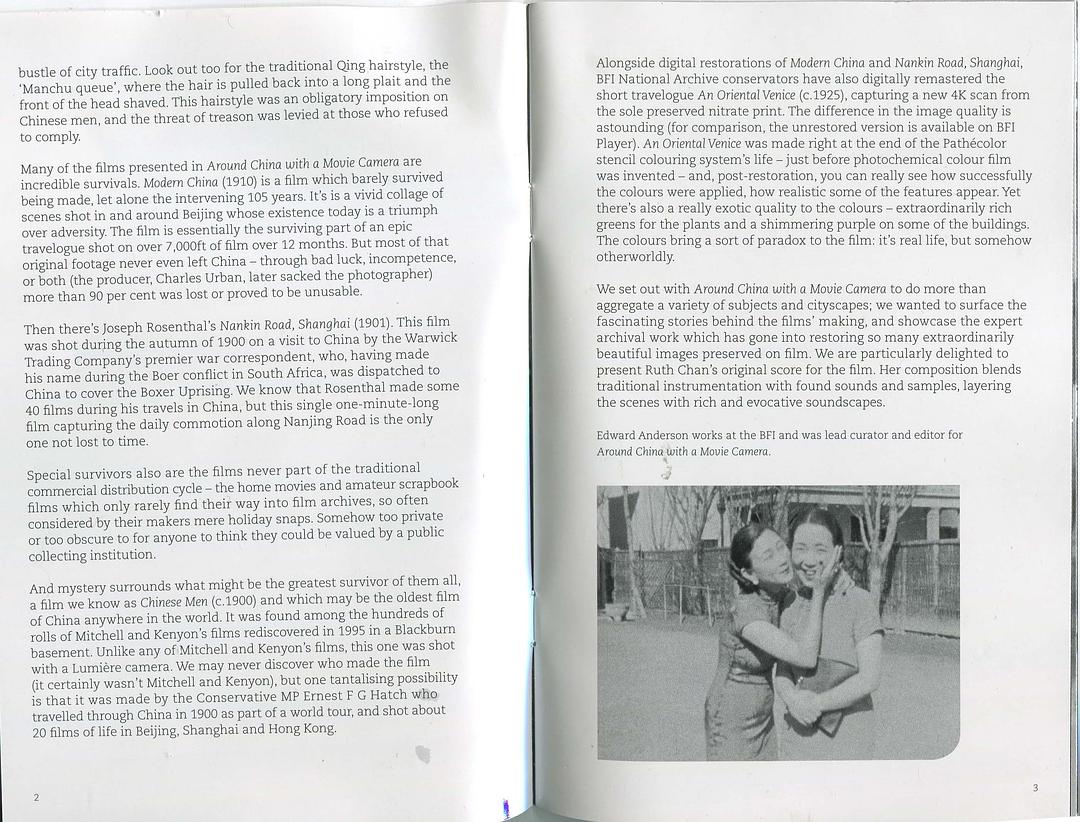 bustle of city traffic. Look out too for the traditional Qing hairstyle, the
‘Manchu queue’, where the hair is pulled back into a long plait and the
front of the head shaved. This hairstyle was an obligatory imposition on
Chinese men, and the threat of treason was levied at those who refused
to comply.
Many of the films presented in Around China with a Movie Camera are
incredible survivals. Modern China (1910) is a film which barely survived
being made, let alone the intervening 105 years. It’s is a vivid collage of
scenes shot in and around Beijing whose existence today is a triumph
over adversity. The film is essentially the surviving part of an epic
travelogue shot on over 7,000ft of film over 12 months. But most of that
original footage never even left China – through bad luck, incompetence,
or both (the producer, Charles Urban, later sacked the photographer)
more than 90 per cent was lost or proved to be unusable.
Then there’s Joseph Rosenthal’s Nankin Road, Shanghai (1901). This film
was shot during the autumn of 1900 on a visit to China by the Warwick
Trading Company’s premier war correspondent, who, having made
his name during the Boer conflict in South Africa, was dispatched to
China to cover the Boxer Uprising. We know that Rosenthal made some
40 films during his travels in China, but this single one-minute-long
film capturing the daily commotion along Nanjing Road is the only
one not lost to time.
Special survivors also are the films never part of the traditional
commercial distribution cycle – the home movies and amateur scrapbook
films which only rarely find their way into film archives, so often
considered by their makers mere holiday snaps. Somehow too private
or too obscure to for anyone to think they could be valued by a public
collecting institution.
And mystery surrounds what might be the greatest survivor of them all,
a film we know as Chinese Men (c.1900) and which may be the oldest film
of China anywhere in the world. It was found among the hundreds of
rolls of Mitchell and Kenyon’s films rediscovered in 1995 in a Blackburn
basement. Unlike any of Mitchell and Kenyon’s films, this one was shot
with a Lumière camera. We may never discover who made the film
(it certainly wasn’t Mitchell and Kenyon), but one tantalising possibility
is that it was made by the Conservative MP Ernest F G Hatch who
travelled through China in 1900 as part of a world tour, and shot about
20 films of life in Beijing, Shanghai and Hong Kong.
2
Alongside digital restorations of Modern China and Nankin Road, Shanghai,
BFI National Archive conservators have also digitally remastered the
short travelogue An Oriental Venice (c.1925), capturing a new 4K scan from
the sole preserved nitrate print. The difference in the image quality is
astounding (for comparison, the unrestored version is available on BFI
Player). An Oriental Venice was made right at the end of the Pathécolor
stencil colouring system’s life – just before photochemical colour film
was invented – and, post-restoration, you can really see how successfully
the colours were applied, how realistic some of the features appear. Yet
there’s also a really exotic quality to the colours – extraordinarily rich
greens for the plants and a shimmering purple on some of the buildings.
The colours bring a sort of paradox to the film: it’s real life, but somehow
otherworldly.
We set out with Around China with a Movie Camera to do more than
aggregate a variety of subjects and cityscapes; we wanted to surface the
fascinating stories behind the films’ making, and showcase the expert
archival work which has gone into restoring so many extraordinarily
beautiful images preserved on film. We are particularly delighted to
present Ruth Chan’s original score for the film. Her composition blends
traditional instrumentation with found sounds and samples, layering
the scenes with rich and evocative soundscapes.
Edward Anderson works at the BFI and was lead curator and editor for
Around China with a Movie Camera.
3